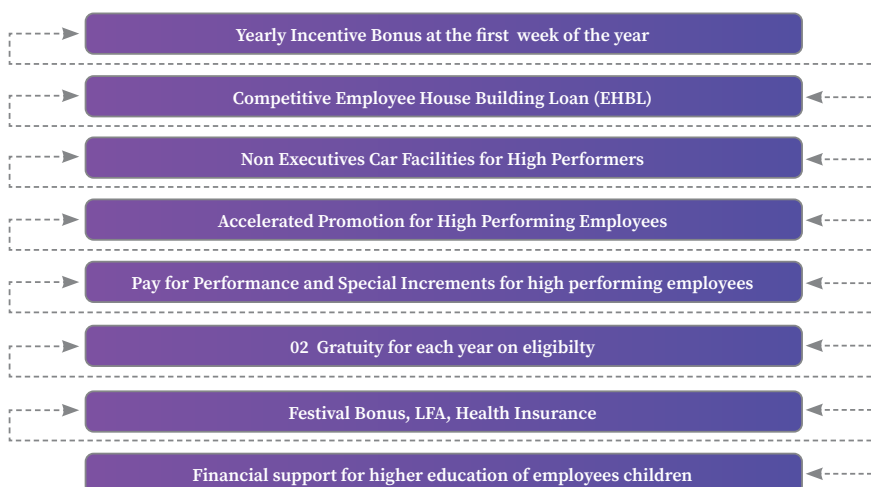 Yearly Incentive Bonus at the first week of the year
Competitive Employee House Building Loan (EHBL)
Non Executives Car Facilities for High Performers
Accelerated Promotion for High Performing Employees
Pay for Performance and Special Increments for high performing employees
02 Gratuity for each year on eligibilty
Festival Bonus, LFA, Health Insurance
Financial support for higher education of employees children